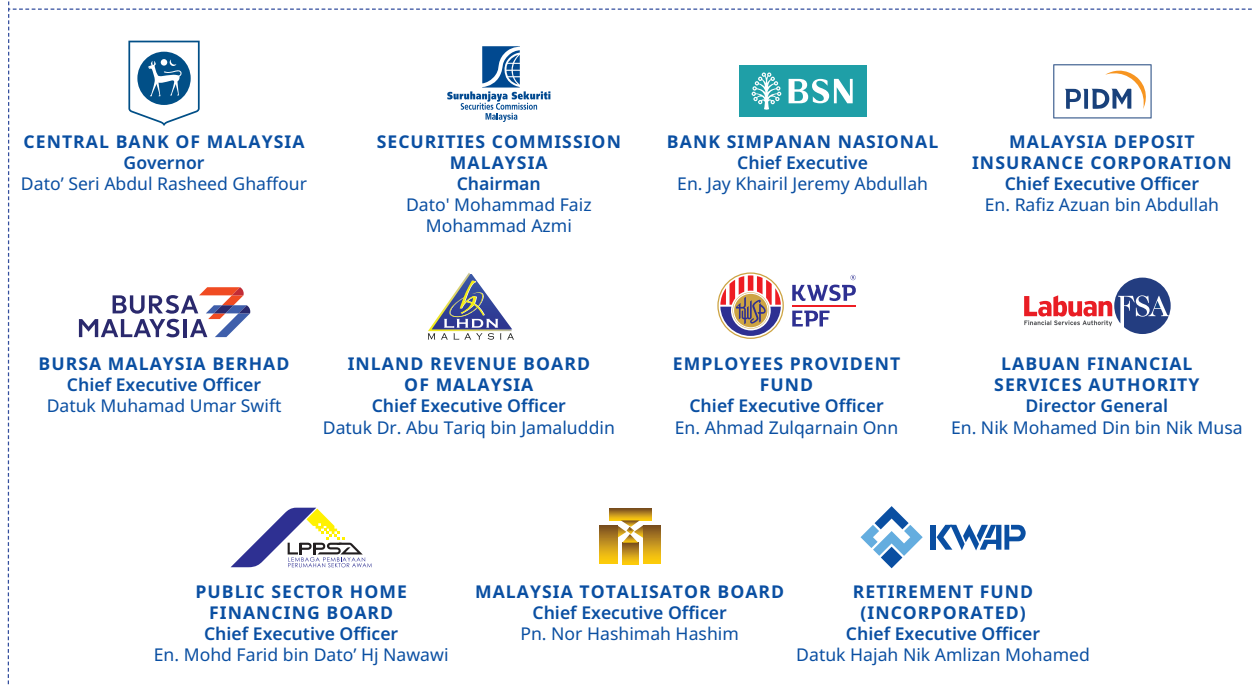 Suruhanjaya Sekuriti
Securities Commission
Malaysia
BSN
PIDM
CENTRAL BANK OF MALAYSIA
Governor
Dato’ Seri Abdul Rasheed Ghaffour
SECURITIES COMMISSION
MALAYSIA
Chairman
Dato' Mohammad Faiz
Mohammad Azmi
BANK SIMPANAN NASIONAL
Chief Executive
En. Jay Khairil Jeremy Abdullah
MALAYSIA DEPOSIT
INSURANCE CORPORATION
Chief Executive Officer
En. Rafiz Azuan bin Abdullah
BURSA
MALAYSIA
LHDN
MALAYSIA
KWSP
KWSP ®
EPF
Labuan FSA
Financial Services Authority
BURSA MALAYSIA BERHAD
Chief Executive Officer
Datuk Muhamad Umar Swift
INLAND REVENUE BOARD
OF MALAYSIA
Chief Executive Officer
Datuk Dr. Abu Tariq bin Jamaluddin
EMPLOYEES PROVIDENT
FUND
Chief Executive Officer
En. Ahmad Zulqarnain Onn
LABUAN FINANCIAL
SERVICES AUTHORITY
Director General
En. Nik Mohamed Din bin Nik Musa
LPPSA
LEMBAGA PEMBIAYAAN
PERUMAHAN SEKTOR AWAM
KWAP
PUBLIC SECTOR HOME
FINANCING BOARD
Chief Executive Officer
En. Mohd Farid bin Dato’ Hj Nawawi
MALAYSIA TOTALISATOR BOARD
Chief Executive Officer
Pn. Nor Hashimah Hashim
RETIREMENT FUND
(INCORPORATED)
Chief Executive Officer
Datuk Hajah Nik Amlizan Mohamed